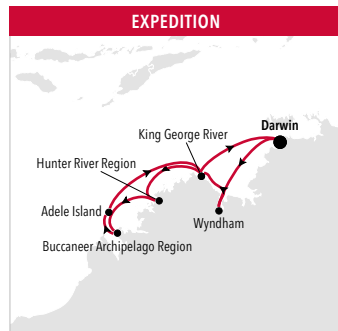 EXPEDITION
Darwin
King George River
Hunter River Region
Adele Island
Wyndham
Buccaneer Archipelago Region